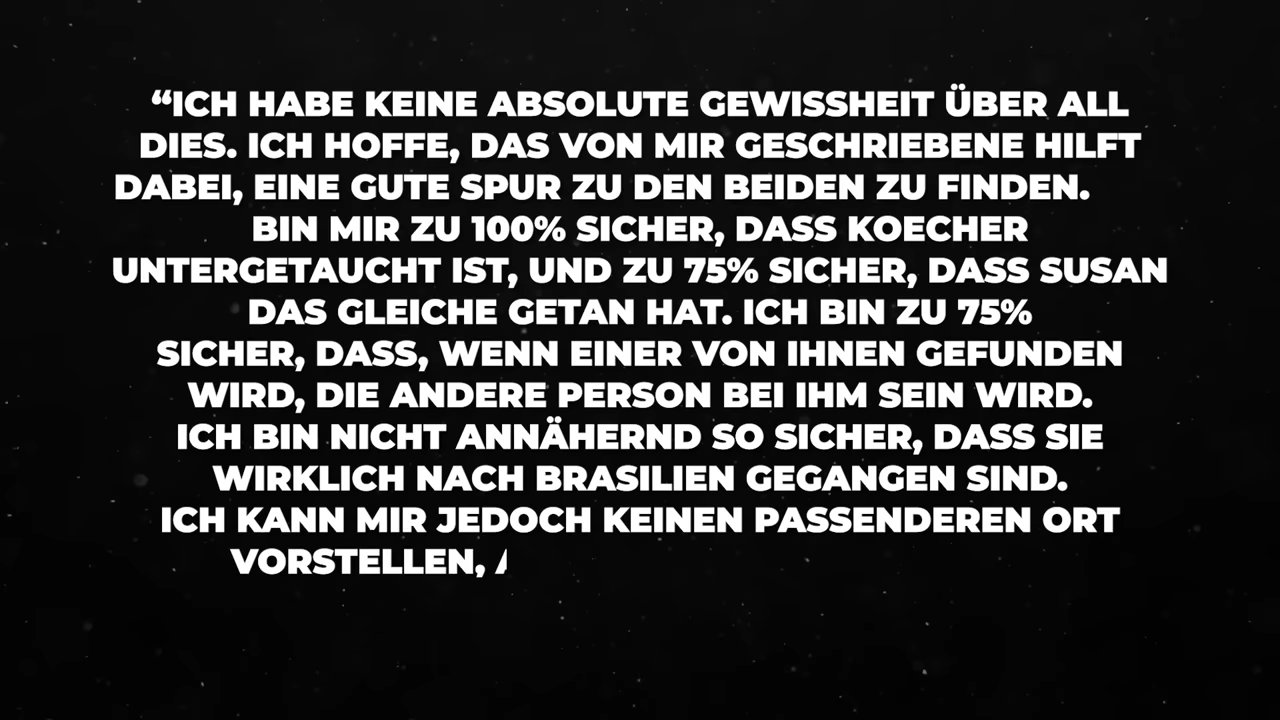 “ICH HABE KEINE ABSOLUTE GEWISSHEIT ÜBER ALL
DIES. ICH HOFFE, DAS VON MIR GESCHRIEBENE HILFT
DABEI, EINE GUTE SPUR ZU DEN BEIDEN ZU FINDEN.
BIN MIR ZU 100% SICHER, DASS KOECHER
UNTERGETAUCHT IST, UND ZU 75% SICHER, DASS SUSAN
DAS GLEICHE GETAN HAT. ICH BIN ZU 75%
SICHER, DASS, WENN EINER VON IHNEN GEFUNDEN
WIRD, DIE ANDERE PERSON BEI IHM SEIN WIRD.
ICH BIN NICHT ANNÄHERND SO SICHER, DASS SIE
WIRKLICH NACH BRASILIEN GEGANGEN SIND.
ICH KANN MIR JEDOCH KEINEN PASSENDEREN ORT
VORSTELLEN,